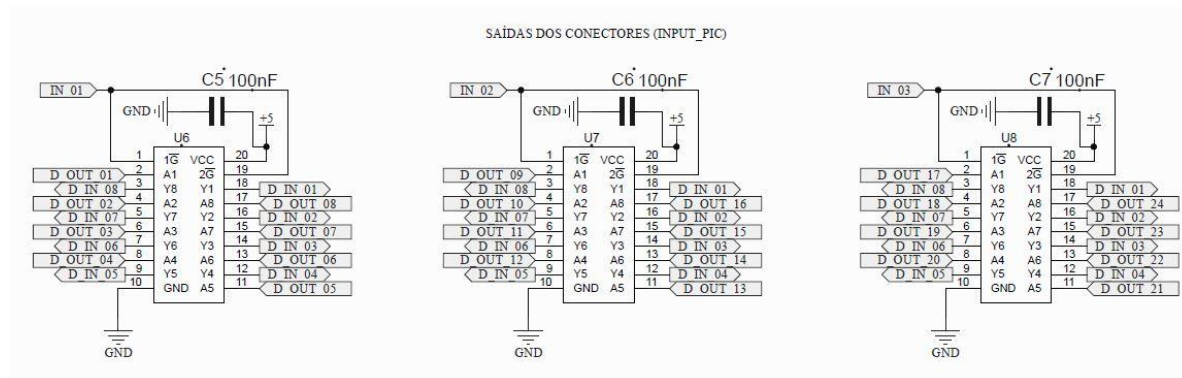 SAÍDAS DOS CONECTORES (INPUT_PIC)
C5 100nF
IN 01
GND
+5
U6
1 1G VCC 20
D OUT 01 2 A1 2G 19
D IN 08 3 Y8 Y1 18 D IN 01
D OUT 02 4 A2 A8 17 D OUT 08
D IN 07 5 Y7 Y2 16 D IN 02
D OUT 03 6 A3 A7 15 D OUT 07
D IN 06 7 Y6 Y3 14 D IN 03
D OUT 04 8 A4 A6 13 D OUT 06
D IN 05 9 Y5 Y4 12 D IN 04
10 GND A5 11 D OUT 05
GND
C6 100nF
IN 02
GND
+5
U7
1 1G VCC 20
D OUT 09 2 A1 2G 19
D IN 08 3 Y8 Y1 18 D IN 01
D OUT 10 4 A2 A8 17 D OUT 16
D IN 07 5 Y7 Y2 16 D IN 02
D OUT 11 6 A3 A7 15 D OUT 15
D IN 06 7 Y6 Y3 14 D IN 03
D OUT 12 8 A4 A6 13 D OUT 14
D IN 05 9 Y5 Y4 12 D IN 04
10 GND A5 11 D OUT 13
GND
C7 100nF
IN 03
GND
+5
U8
1 1G VCC 20
D OUT 17 2 A1 2G 19
D IN 08 3 Y8 Y1 18 D IN 01
D OUT 18 4 A2 A8 17 D OUT 24
D IN 07 5 Y7 Y2 16 D IN 02
D OUT 19 6 A3 A7 15 D OUT 23
D IN 06 7 Y6 Y3 14 D IN 03
D OUT 20 8 A4 A6 13 D OUT 22
D IN 05 9 Y5 Y4 12 D IN 04
10 GND A5 11 D OUT 21
GND